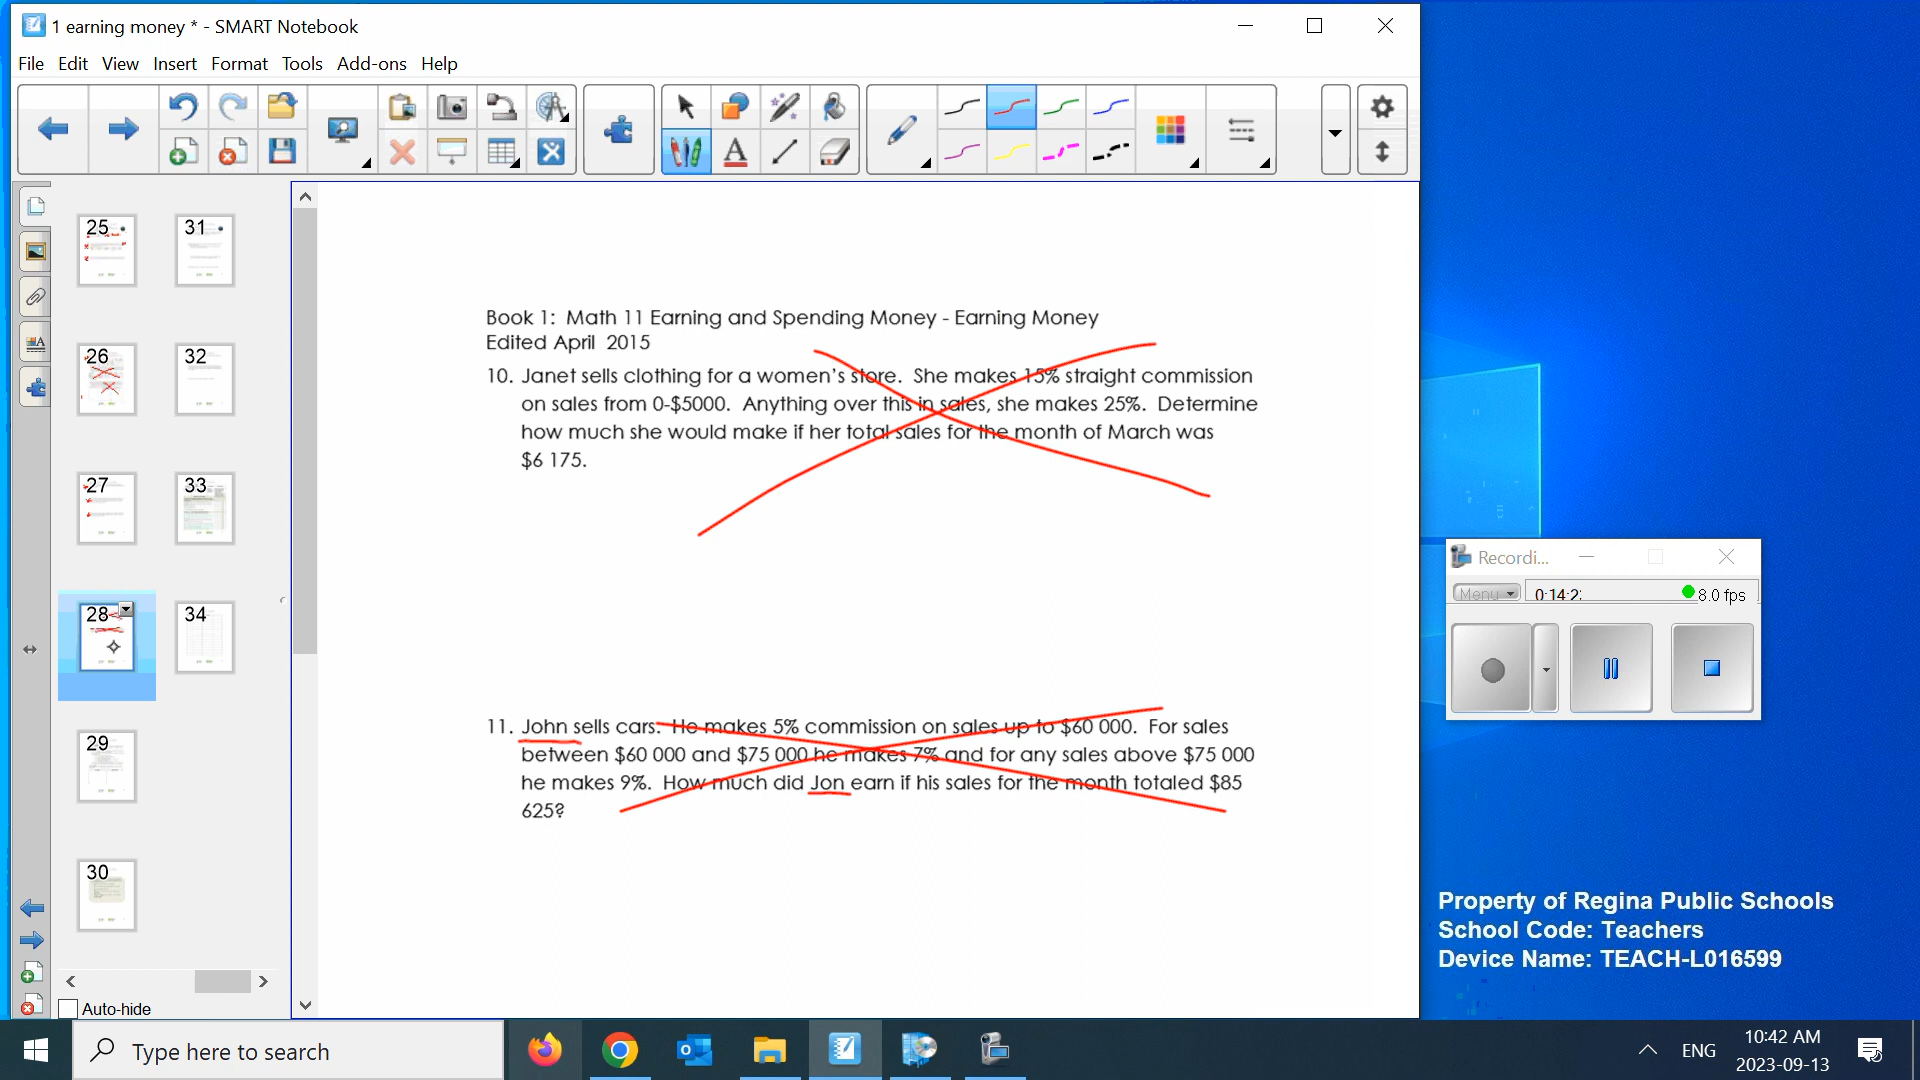 1 earning money * - SMART Notebook
File Edit View Insert Format Tools Add-ons Help
25 31
26 32
27 33
28 34
29
30
Auto-hide
Book 1: Math 11 Earning and Spending Money - Earning Money
Edited April 2015
10. Janet sells clothing for a women's store. She makes 15% straight commission
on sales from 0-$5000. Anything over this in sales, she makes 25%. Determine
how much she would make if her total sales for the month of March was
$6 175.
11. John sells cars. He makes 5% commission on sales up to $60 000. For sales
between $60 000 and $75 000 he makes 7% and for any sales above $75 000
he makes 9%. How much did Jon earn if his sales for the month totaled $85
625?
Recordi...
Menu 8.0 fps
Property of Regina Public Schools
School Code: Teachers
Device Name: TEACH-L016599
Type here to search
ENG
10:42 AM
2023-09-13